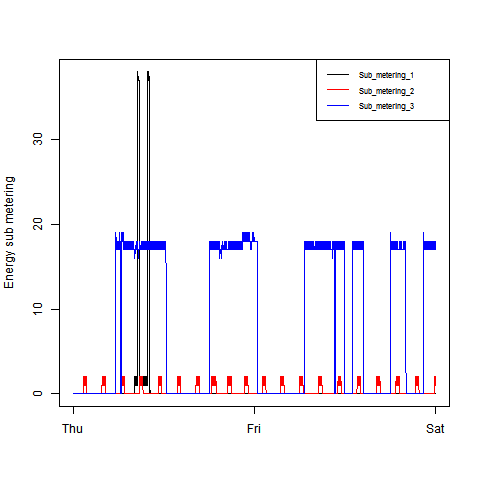 Sub_metering_1
Sub_metering_2
Sub_metering_3
Energy sub metering
30
20
10
0
Thu Fri Sat